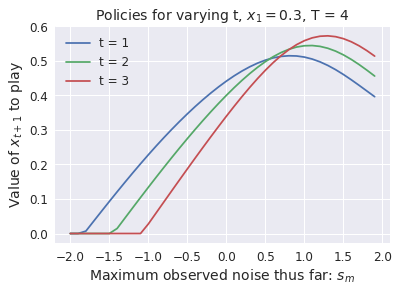 Policies for varying t, x₁ = 0.3, T = 4
t = 1
t = 2
t = 3
Value of xₜ₊₁ to play
0.6
0.5
0.4
0.3
0.2
0.1
0.0
−2.0 −1.5 −1.0 −0.5 0.0 0.5 1.0 1.5 2.0
Maximum observed noise thus far: sₘ